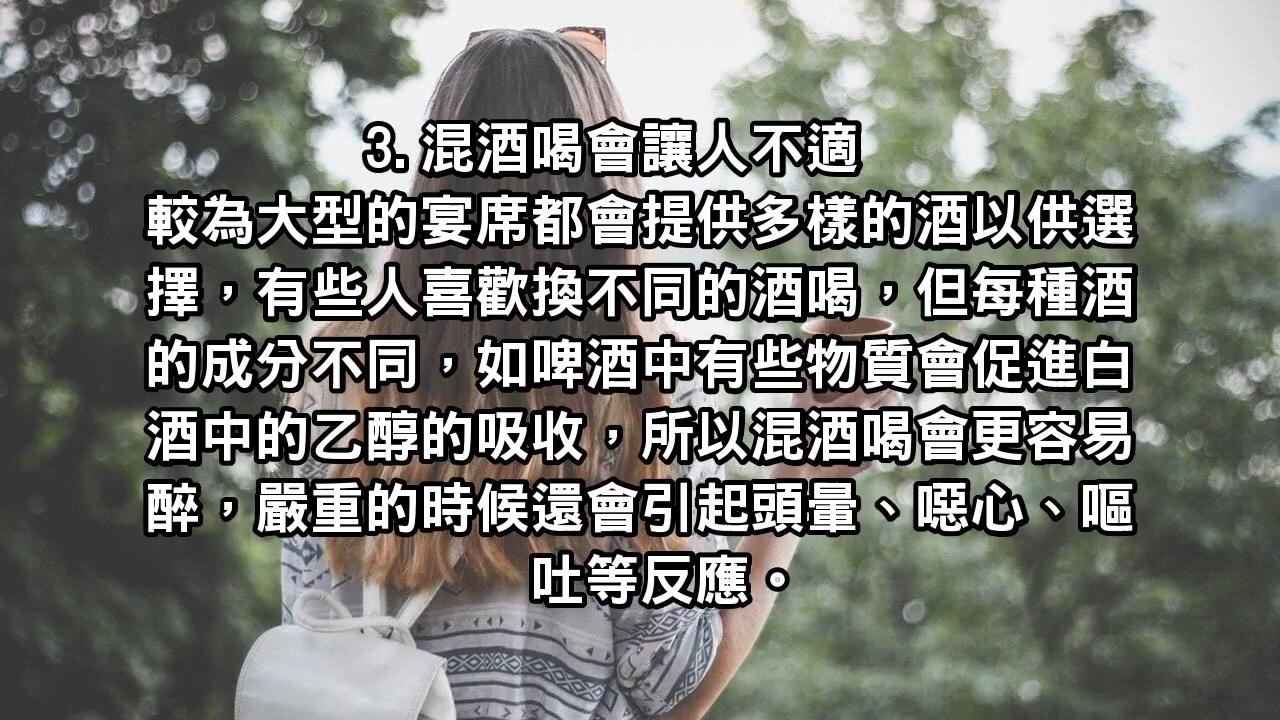 3.混酒喝會讓人不適
較為大型的宴席都會提供多樣的酒以供選
擇，有些人喜歡換不同的酒喝，但每種酒
的成分不同，如啤酒中有些物質會促進白
酒中的乙醇的吸收，所以混酒喝會更容易
醉，嚴重的時候還會引起頭暈、噁心、嘔
吐等反應。